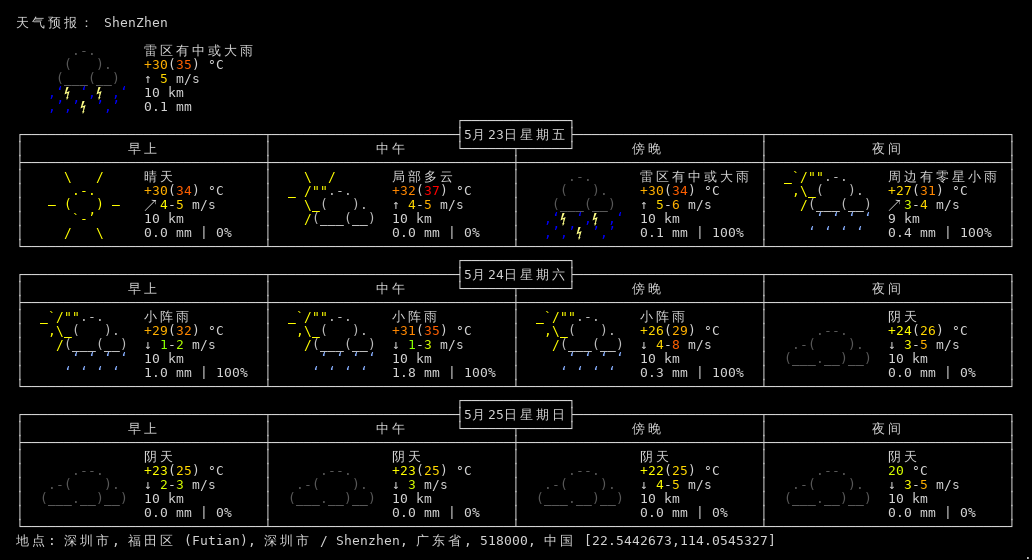 天气预报： ShenZhen
雷区有中或大雨
+30(35) °C
↑ 5 m/s
10 km
0.1 mm
5月23日星期五
早上 中午 傍晚 夜间
晴天 局部多云 雷区有中或大雨 周边有零星小雨
+30(34) °C +32(37) °C +30(34) °C +27(31) °C
↗ 4-5 m/s ↑ 4-5 m/s ↑ 5-6 m/s ↗ 3-4 m/s
10 km 10 km 10 km 9 km
0.0 mm | 0% 0.0 mm | 0% 0.1 mm | 100% 0.4 mm | 100%
5月24日星期六
早上 中午 傍晚 夜间
小阵雨 小阵雨 小阵雨 阴天
+29(32) °C +31(35) °C +26(29) °C +24(26) °C
↓ 1-2 m/s ↓ 1-3 m/s ↓ 4-8 m/s ↓ 3-5 m/s
10 km 10 km 10 km 10 km
1.0 mm | 100% 1.8 mm | 100% 0.3 mm | 100% 0.0 mm | 0%
5月25日星期日
早上 中午 傍晚 夜间
阴天 阴天 阴天 阴天
+23(25) °C +23(25) °C +22(25) °C 20 °C
↓ 2-3 m/s ↓ 3 m/s ↓ 4-5 m/s ↓ 3-5 m/s
10 km 10 km 10 km 10 km
0.0 mm | 0% 0.0 mm | 0% 0.0 mm | 0% 0.0 mm | 0%
地点: 深圳市, 福田区 (Futian), 深圳市 / Shenzhen, 广东省, 518000, 中国 [22.5442673,114.0545327]